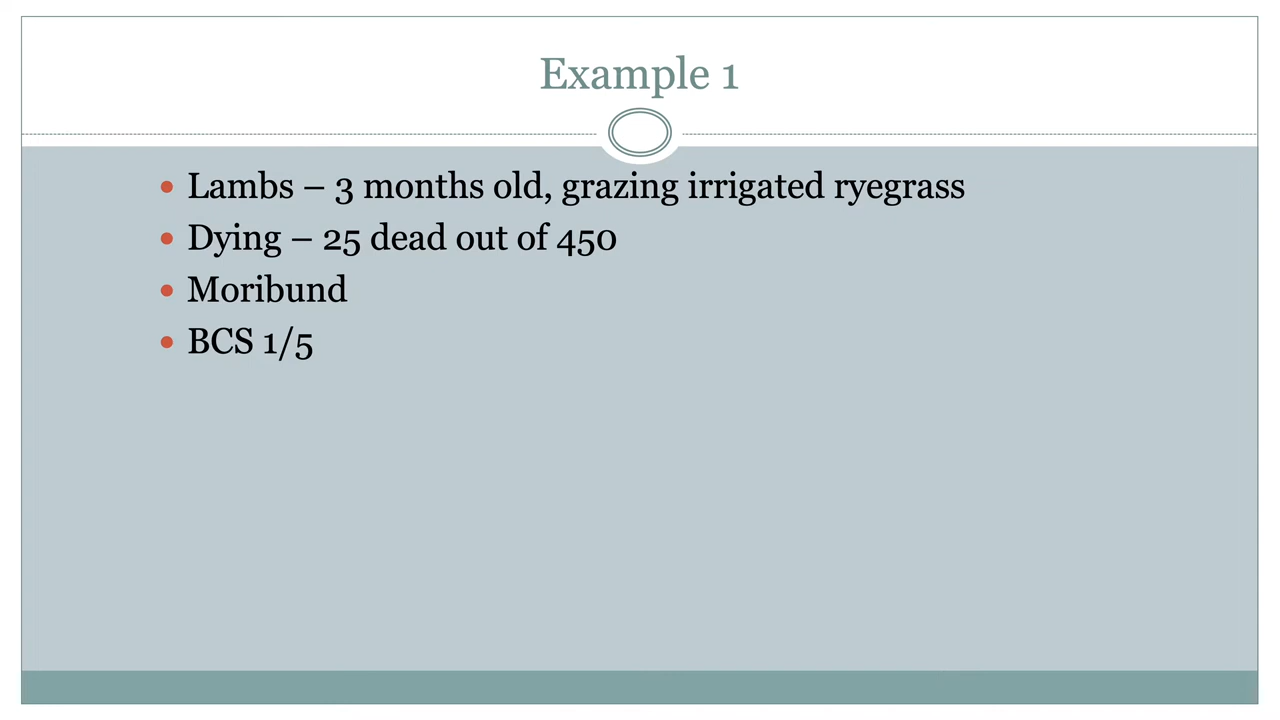 Example 1
Lambs – 3 months old, grazing irrigated ryegrass
Dying – 25 dead out of 450
Moribund
BCS 1/5